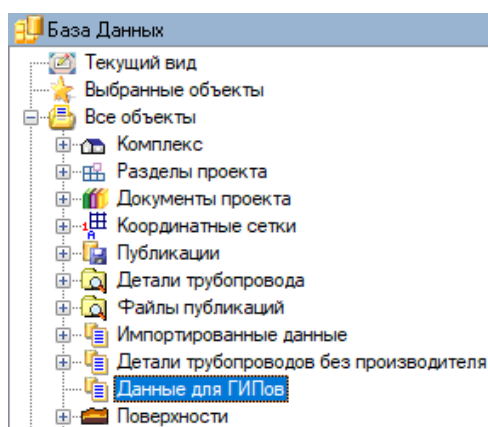 База Данных
Текущий вид
Выбранные объекты
Все объекты
Комплекс
Разделы проекта
Документы проекта
Координатные сетки
Публикации
Детали трубопровода
Файлы публикаций
Импортированные данные
Детали трубопроводов без производителя
Данные для ГИПов
Поверхности